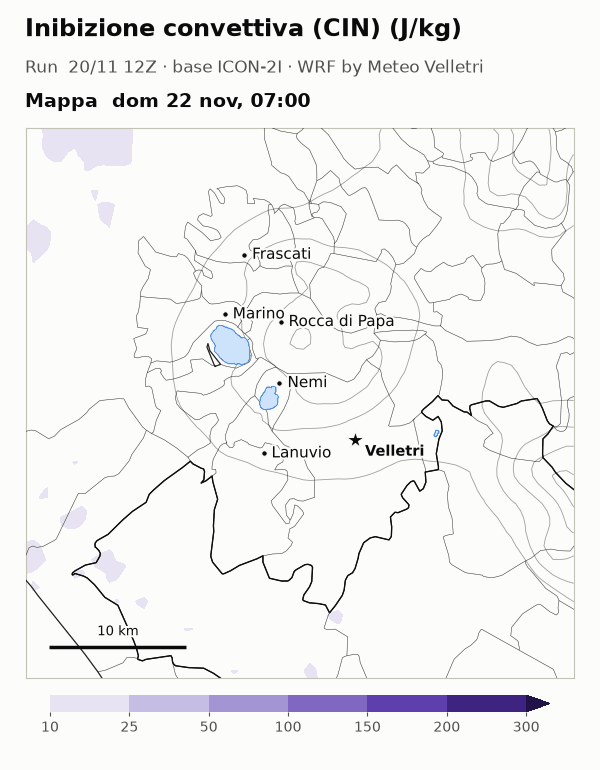 Inibizione convettiva (CIN) (J/kg)
Run  20/11 12Z · base ICON-2I · WRF by Meteo Velletri
Mappa  dom 22 nov, 07:00
Frascati
Marino
Rocca di Papa
Nemi
Velletri
Lanuvio
10 km
10 25 50 100 150 200 300